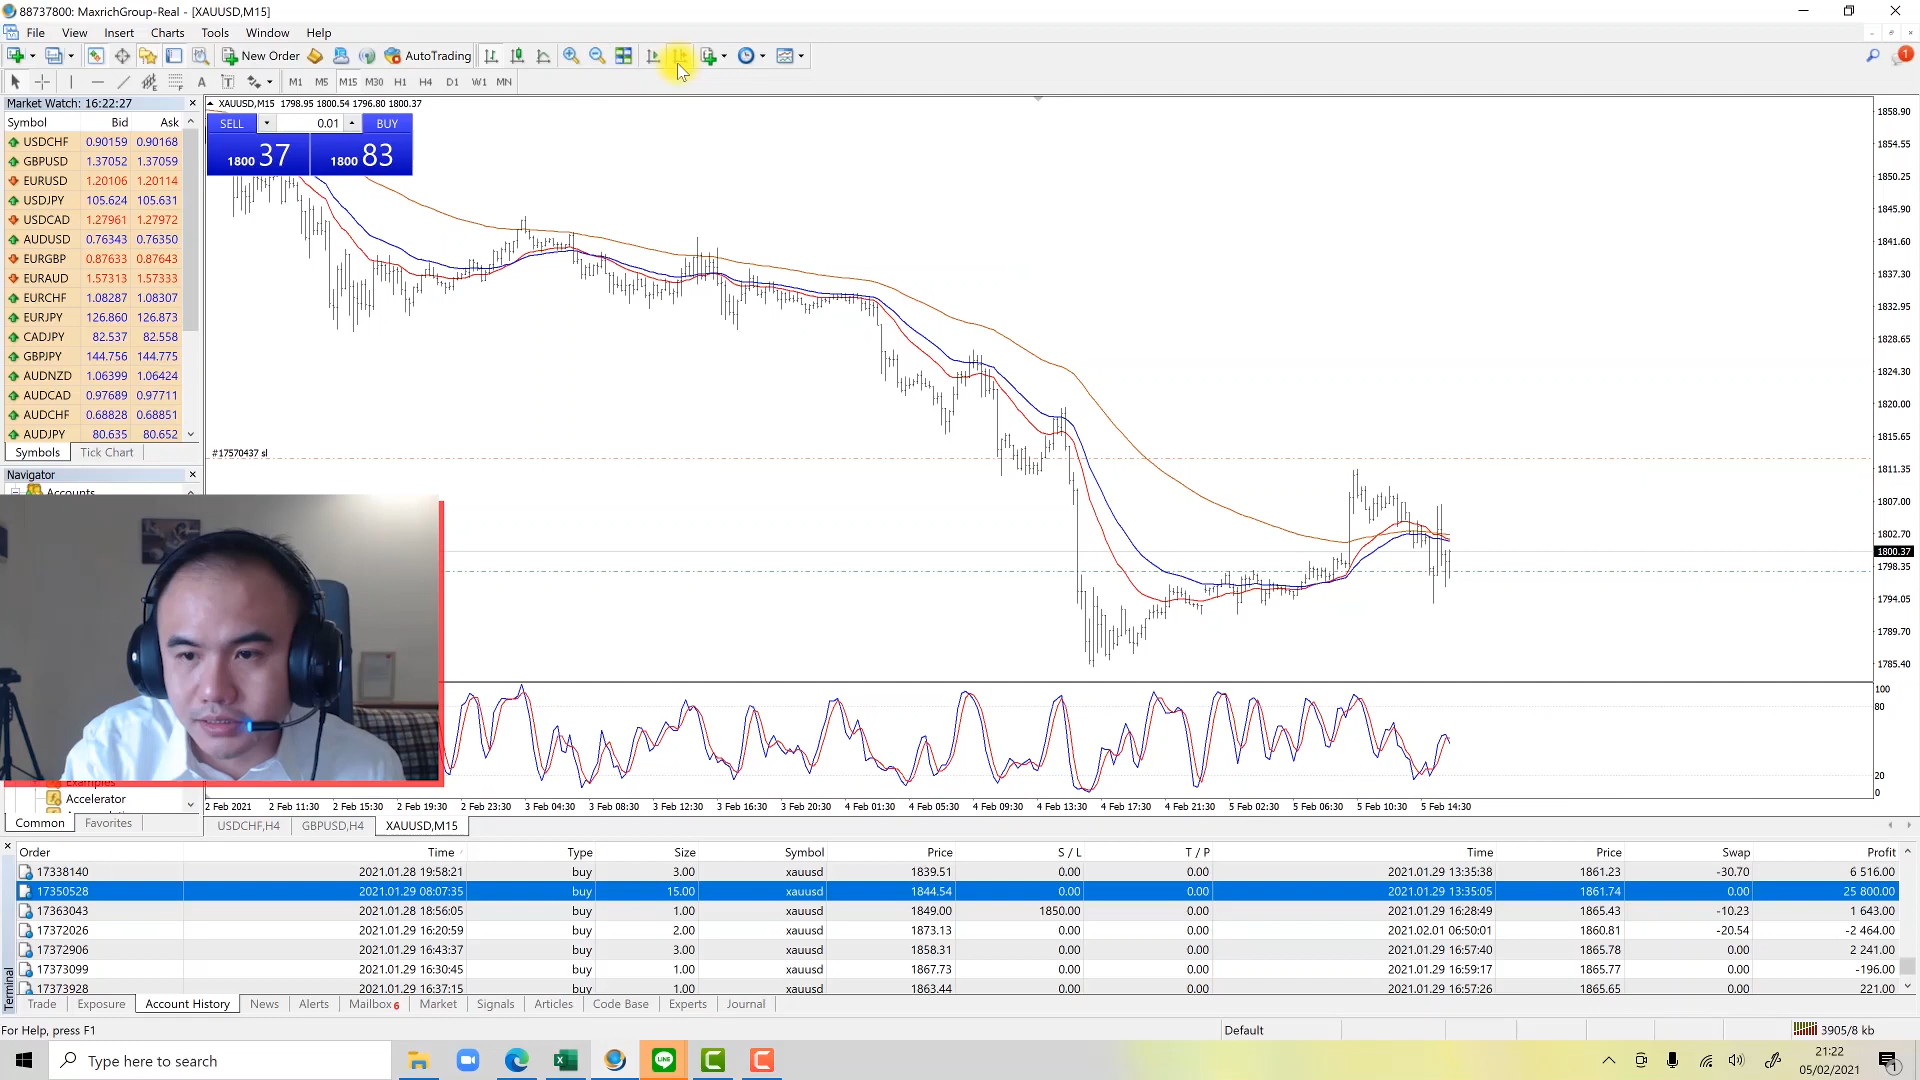 88737800: MaxrichGroup-Real - [XAUUSD,M15]
File View Insert Charts Tools Window Help
New Order AutoTrading 1
A T M1 M5 M15 M30 H1 H4 D1 W1 MN
Market Watch: 16:22:27
Symbol Bid Ask
USDCHF 0.90159 0.90168
GBPUSD 1.37052 1.37059
EURUSD 1.20106 1.20114
USDJPY 105.624 105.631
USDCAD 1.27961 1.27972
AUDUSD 0.76343 0.76350
EURGBP 0.87633 0.87643
EURAUD 1.57313 1.57333
EURCHF 1.08287 1.08307
EURJPY 126.860 126.873
CADJPY 82.537 82.558
GBPJPY 144.756 144.775
AUDNZD 1.06399 1.06424
AUDCAD 0.97689 0.97711
AUDCHF 0.68828 0.68851
AUDJPY 80.635 80.652
Symbols Tick Chart
Navigator
Accounts
Examples
Accelerator
Common Favorites
XAUUSD,M15 1798.95 1800.54 1796.80 1800.37
SELL 0.01 BUY
1800 37 1800 83
#17570437 sl
1858.90
1854.55
1850.25
1845.90
1841.60
1837.30
1832.95
1828.65
1824.30
1820.00
1815.65
1811.35
1807.00
1802.70
1800.37
1798.35
1794.05
1789.70
1785.40
100
80
20
0
2 Feb 2021 2 Feb 11:30 2 Feb 15:30 2 Feb 19:30 2 Feb 23:30 3 Feb 04:30 3 Feb 08:30 3 Feb 12:30 3 Feb 16:30 3 Feb 20:30 4 Feb 01:30 4 Feb 05:30 4 Feb 09:30 4 Feb 13:30 4 Feb 17:30 4 Feb 21:30 5 Feb 02:30 5 Feb 06:30 5 Feb 10:30 5 Feb 14:30
USDCHF,H4 GBPUSD,H4 XAUUSD,M15
Order Time Type Size Symbol Price S / L T / P Time Price Swap Profit
17338140 2021.01.28 19:58:21 buy 3.00 xauusd 1839.51 0.00 0.00 2021.01.29 13:35:38 1861.23 -30.70 6 516.00
17350528 2021.01.29 08:07:35 buy 15.00 xauusd 1844.54 0.00 0.00 2021.01.29 13:35:05 1861.74 0.00 25 800.00
17363043 2021.01.28 18:56:05 buy 1.00 xauusd 1849.00 1850.00 0.00 2021.01.29 16:28:49 1865.43 -10.23 1 643.00
17372026 2021.01.29 16:20:59 buy 2.00 xauusd 1873.13 0.00 0.00 2021.02.01 06:50:01 1860.81 -20.54 -2 464.00
17372906 2021.01.29 16:43:37 buy 3.00 xauusd 1858.31 0.00 0.00 2021.01.29 16:57:40 1865.78 0.00 2 241.00
17373099 2021.01.29 16:30:45 buy 1.00 xauusd 1867.73 0.00 0.00 2021.01.29 16:59:17 1865.77 0.00 -196.00
17373928 2021.01.29 16:37:15 buy 1.00 xauusd 1863.44 0.00 0.00 2021.01.29 16:57:26 1865.65 0.00 221.00
Terminal
Trade Exposure Account History News Alerts Mailbox 6 Market Signals Articles Code Base Experts Journal
For Help, press F1 Default 3905/8 kb
Type here to search LINE 21:22
05/02/2021